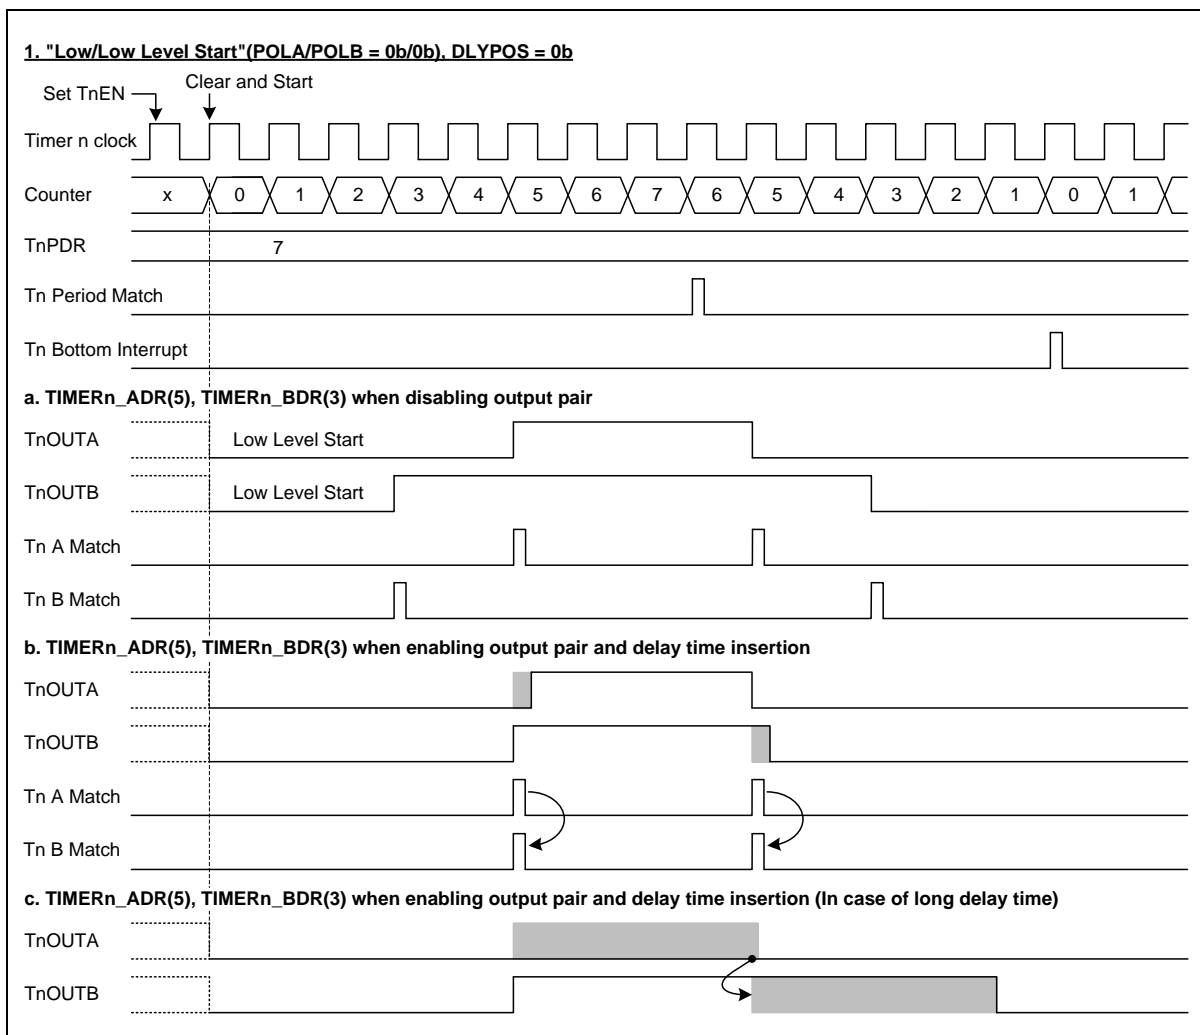 1. "Low/Low Level Start"(POLA/POLB = 0b/0b), DLYPOS = 0b
Set TnEN
Clear and Start
Timer n clock
Counter x 0 1 2 3 4 5 6 7 6 5 4 3 2 1 0 1
TnPDR 7
Tn Period Match
Tn Bottom Interrupt
a. TIMERn_ADR(5), TIMERn_BDR(3) when disabling output pair
TnOUTA Low Level Start
TnOUTB Low Level Start
Tn A Match
Tn B Match
b. TIMERn_ADR(5), TIMERn_BDR(3) when enabling output pair and delay time insertion
TnOUTA
TnOUTB
Tn A Match
Tn B Match
c. TIMERn_ADR(5), TIMERn_BDR(3) when enabling output pair and delay time insertion (In case of long delay time)
TnOUTA
TnOUTB